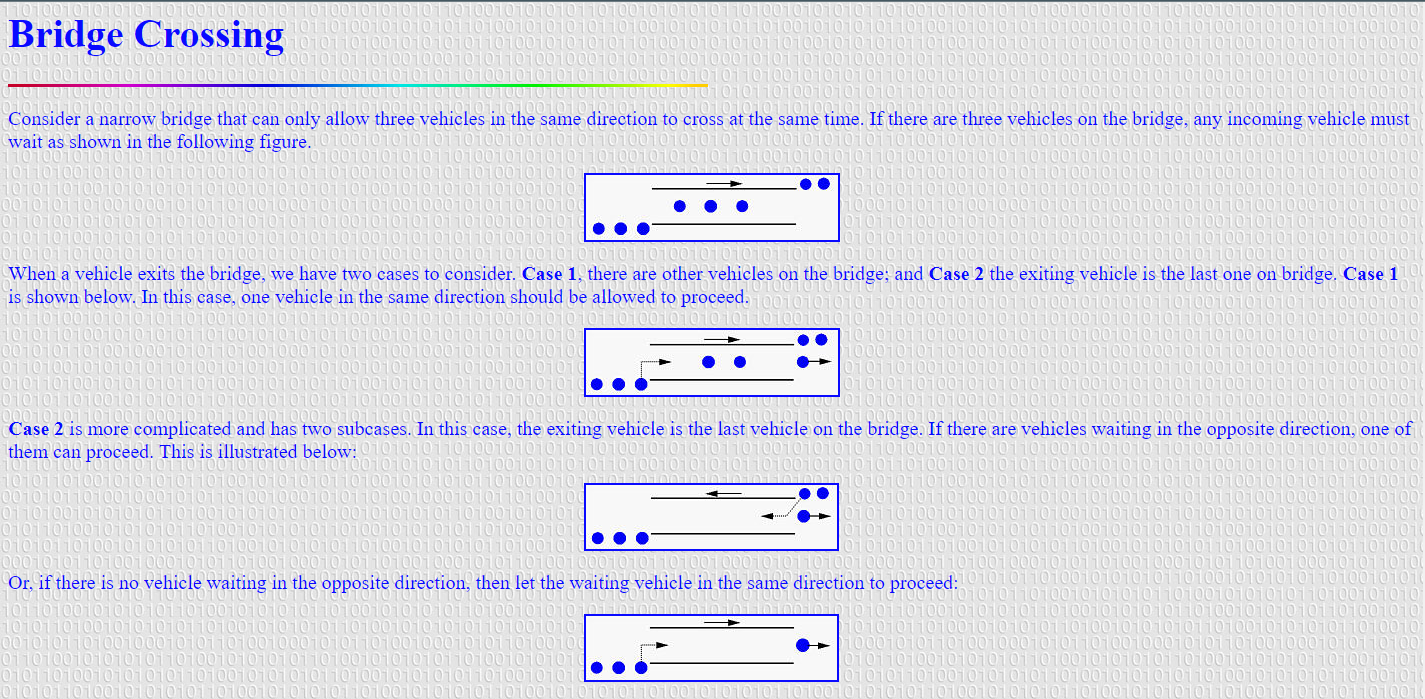 Bridge Crossing
Consider a narrow bridge that can only allow three vehicles in the same direction to cross at the same time. If there are three vehicles on the bridge, any incoming vehicle must
wait as shown in the following figure.
When a vehicle exits the bridge, we have two cases to consider. Case 1, there are other vehicles on the bridge; and Case 2 the exiting vehicle is the last one on bridge. Case 1
is shown below. In this case, one vehicle in the same direction should be allowed to proceed.
Case 2 is more complicated and has two subcases. In this case, the exiting vehicle is the last vehicle on the bridge. If there are vehicles waiting in the opposite direction, one of
them can proceed. This is illustrated below:
Or, if there is no vehicle waiting in the opposite direction, then let the waiting vehicle in the same direction to proceed: